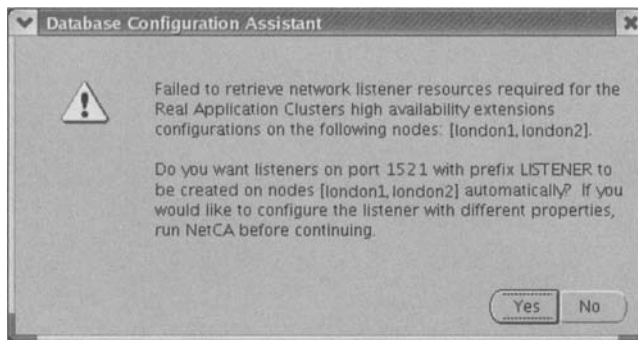 Database Configuration Assistant
Failed to retrieve network listener resources required for the
Real Application Clusters high availability extensions
configurations on the following nodes: [london1,london2].
Do you want listeners on port 1521 with prefix LISTENER to
be created on nodes [london1,london2] automatically? If you
would like to configure the listener with different properties,
run NetCA before continuing.
Yes No